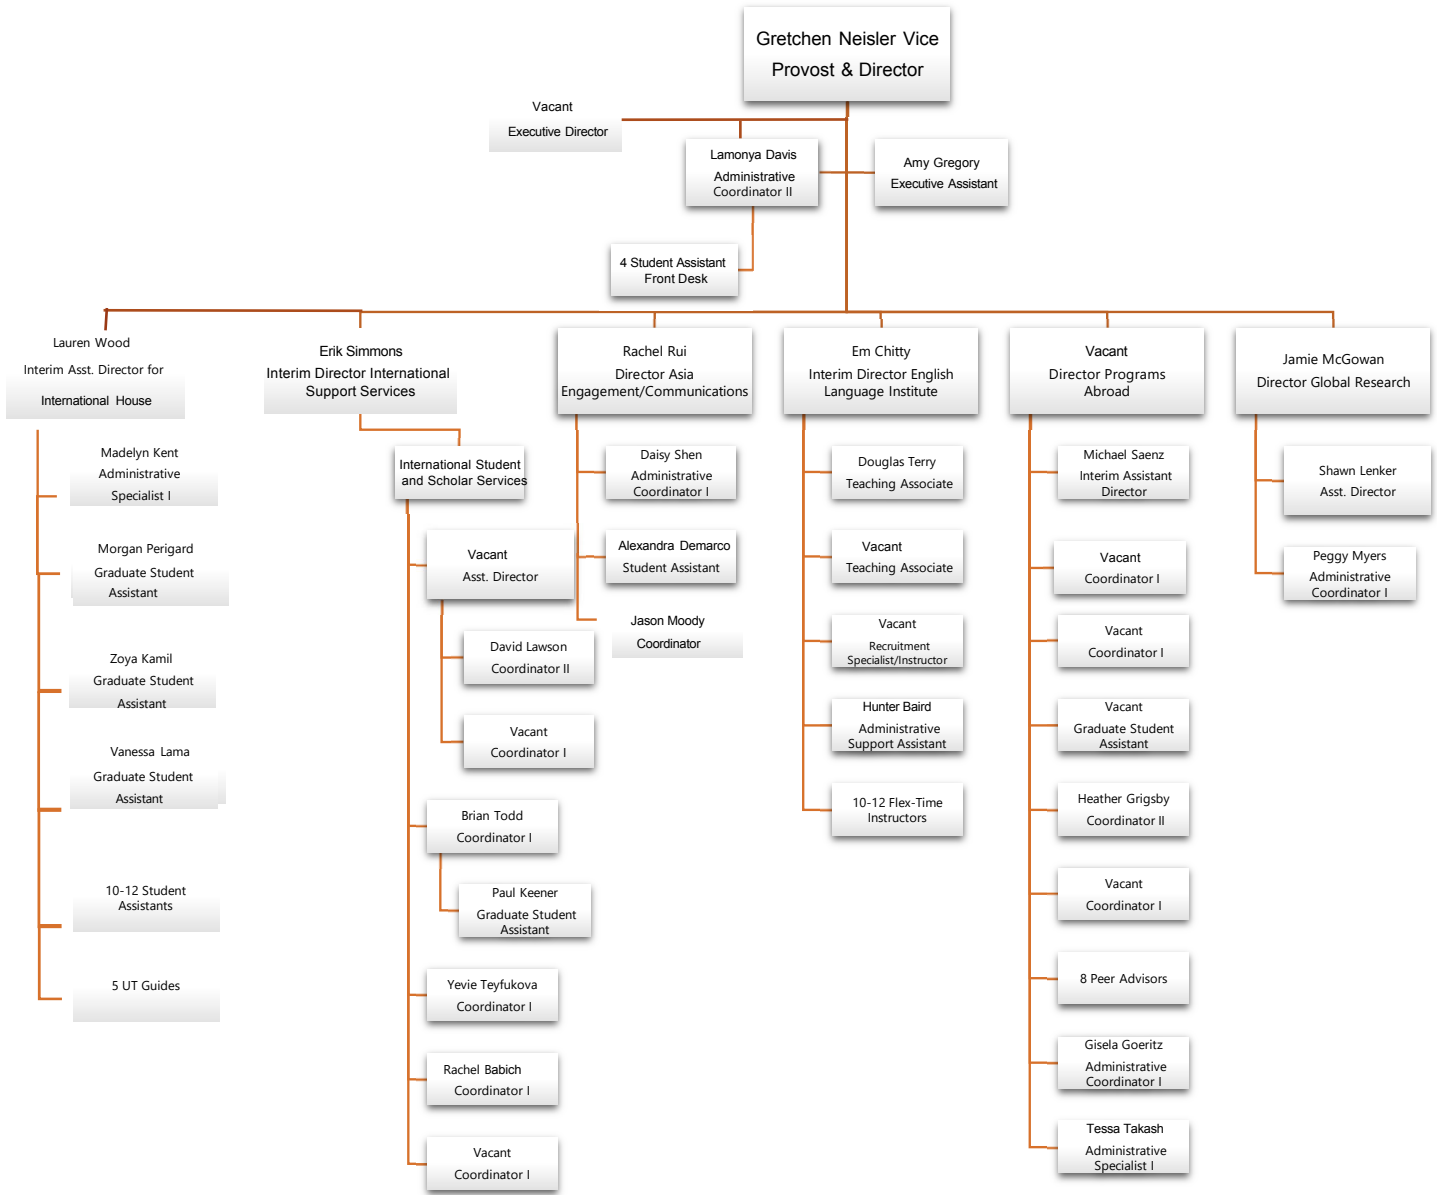 Gretchen Neisler Vice
Provost & Director
Vacant
Executive Director
Lamonya Davis
Administrative
Coordinator II
Amy Gregory
Executive Assistant
4 Student Assistant
Front Desk
Lauren Wood
Interim Asst. Director for
International House
Madelyn Kent
Administrative
Specialist I
Morgan Perigard
Graduate Student
Assistant
Zoya Kamil
Graduate Student
Assistant
Vanessa Lama
Graduate Student
Assistant
10-12 Student
Assistants
5 UT Guides
Erik Simmons
Interim Director International
Support Services
International Student
and Scholar Services
Vacant
Asst. Director
David Lawson
Coordinator II
Vacant
Coordinator I
Brian Todd
Coordinator I
Paul Keener
Graduate Student
Assistant
Yevie Teyfukova
Coordinator I
Rachel Babich
Coordinator I
Vacant
Coordinator I
Rachel Rui
Director Asia
Engagement/Communications
Daisy Shen
Administrative
Coordinator I
Alexandra Demarco
Student Assistant
Jason Moody
Coordinator
Em Chitty
Interim Director English
Language Institute
Douglas Terry
Teaching Associate
Vacant
Teaching Associate
Vacant
Recruitment
Specialist/Instructor
Hunter Baird
Administrative
Support Assistant
10-12 Flex-Time
Instructors
Vacant
Director Programs
Abroad
Michael Saenz
Interim Assistant
Director
Vacant
Coordinator I
Vacant
Coordinator I
Vacant
Graduate Student
Assistant
Heather Grigsby
Coordinator II
Vacant
Coordinator I
8 Peer Advisors
Gisela Goeritz
Administrative
Coordinator I
Tessa Takash
Administrative
Specialist I
Jamie McGowan
Director Global Research
Shawn Lenker
Asst. Director
Peggy Myers
Administrative
Coordinator I